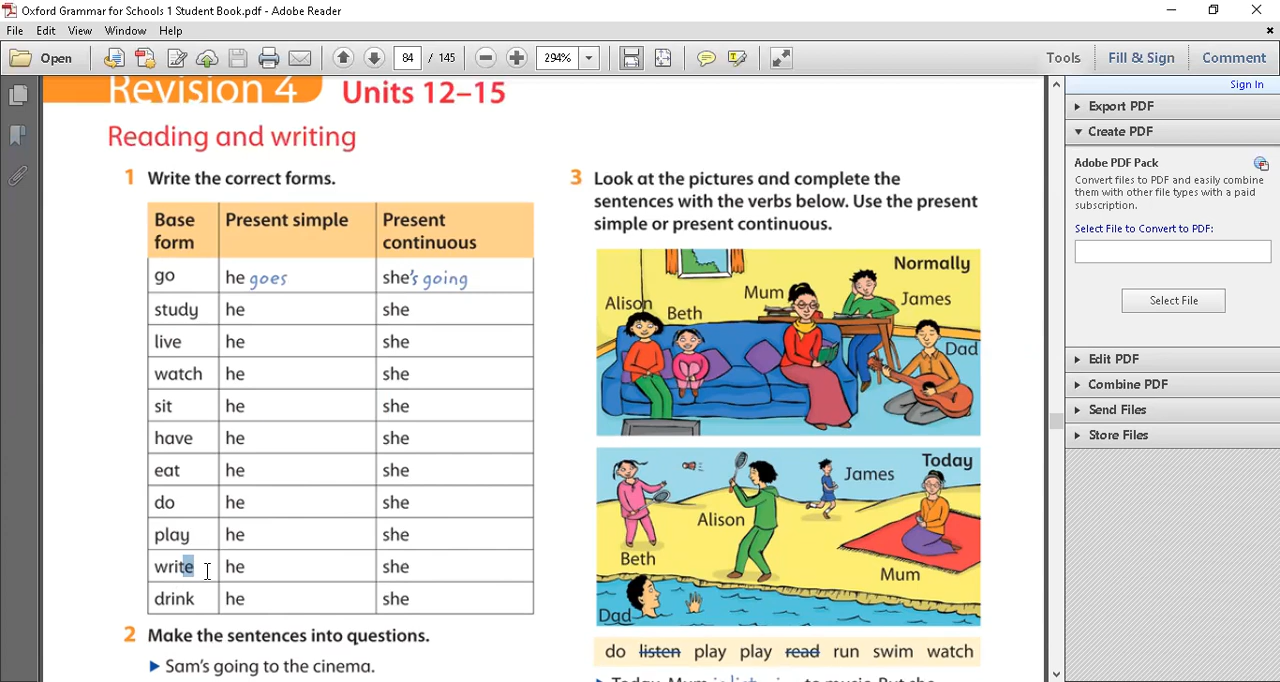 Oxford Grammar for Schools 1 Student Book.pdf - Adobe Reader
File Edit View Window Help
Open 84 / 145 294% Tools Fill & Sign Comment
Sign In
Export PDF
Create PDF
Adobe PDF Pack
Convert files to PDF and easily combine
them with other file types with a paid
subscription.
Select File to Convert to PDF:
Select File
Edit PDF
Combine PDF
Send Files
Store Files
Revision 4 Units 12–15
Reading and writing
1 Write the correct forms.
Base form Present simple Present continuous
go he goes she's going
study he she
live he she
watch he she
sit he she
have he she
eat he she
do he she
play he she
write he she
drink he she
2 Make the sentences into questions.
Sam's going to the cinema.
3 Look at the pictures and complete the
sentences with the verbs below. Use the present
simple or present continuous.
Normally
Alison Beth Mum James
Dad
Today
James
Alison
Beth
Mum
Dad
do listen play play read run swim watch
Today, Mum is listening to music. But she